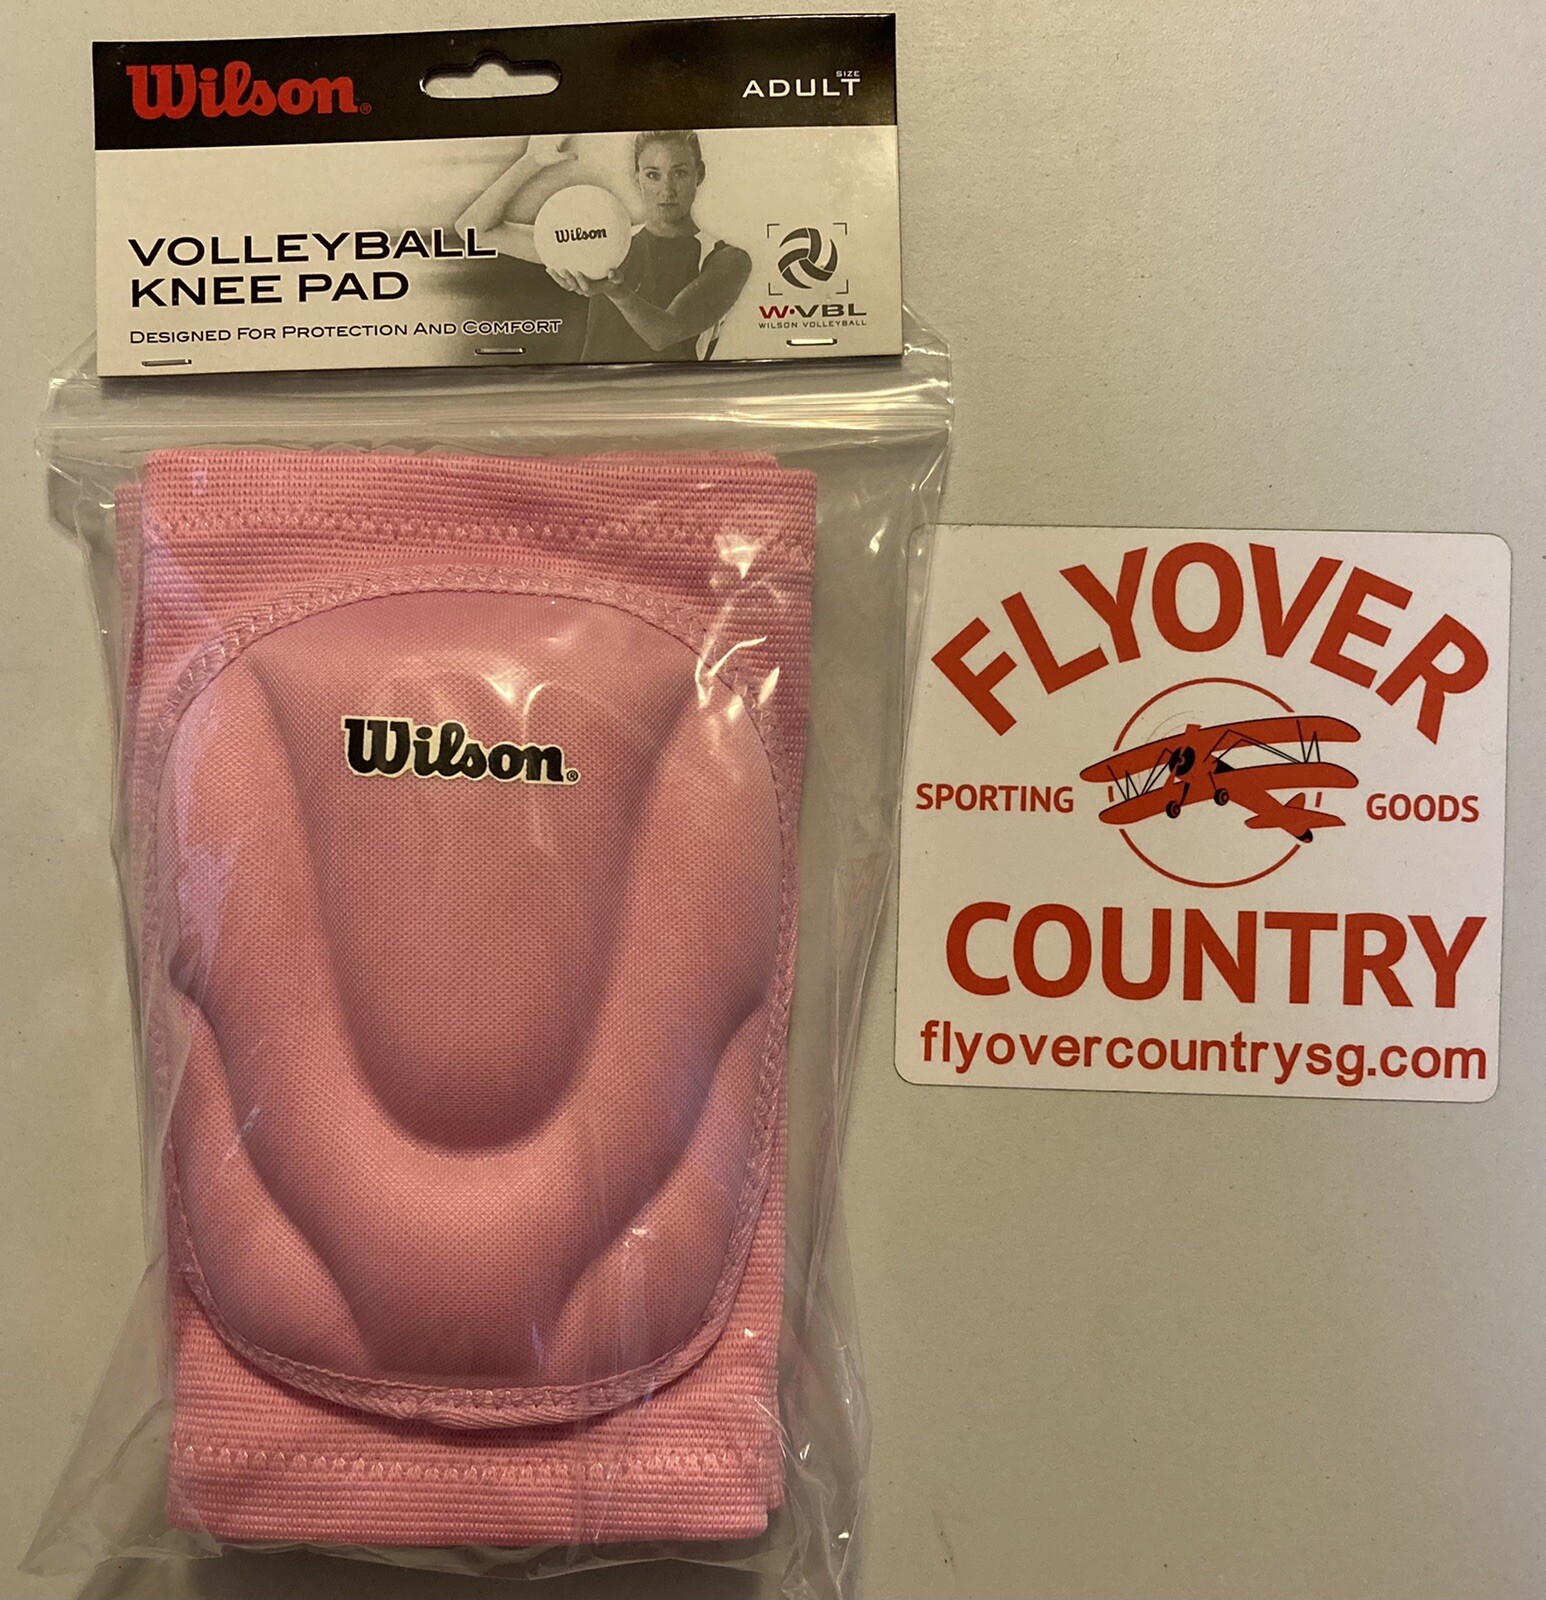 Wilson®
SIZE
ADULT
Wilson
VOLLEYBALL
KNEE PAD
DESIGNED FOR PROTECTION AND COMFORT
W·VBL
WILSON VOLLEYBALL
Wilson®
FLYOVER
SPORTING GOODS
COUNTRY
flyovercountrysg.com